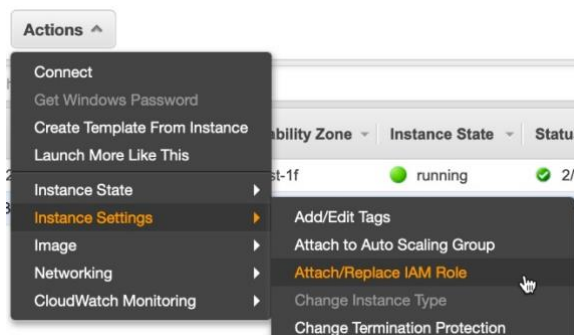 Actions
Connect
Get Windows Password
Create Template From Instance
Launch More Like This
bility Zone Instance State Statu
st-1f running 2/
Instance State
Instance Settings
Image
Networking
CloudWatch Monitoring
Add/Edit Tags
Attach to Auto Scaling Group
Attach/Replace IAM Role
Change Instance Type
Change Termination Protection